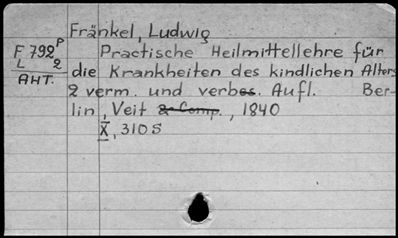 Fränkel, Ludwig
F 792 P Practische Heilmittellehre für
L 2
AHT. die Krankheiten des kindlichen Alters
2 verm. und verbes. Aufl. Ber-
lin, Veit & Comp., 1840
X, 310 S